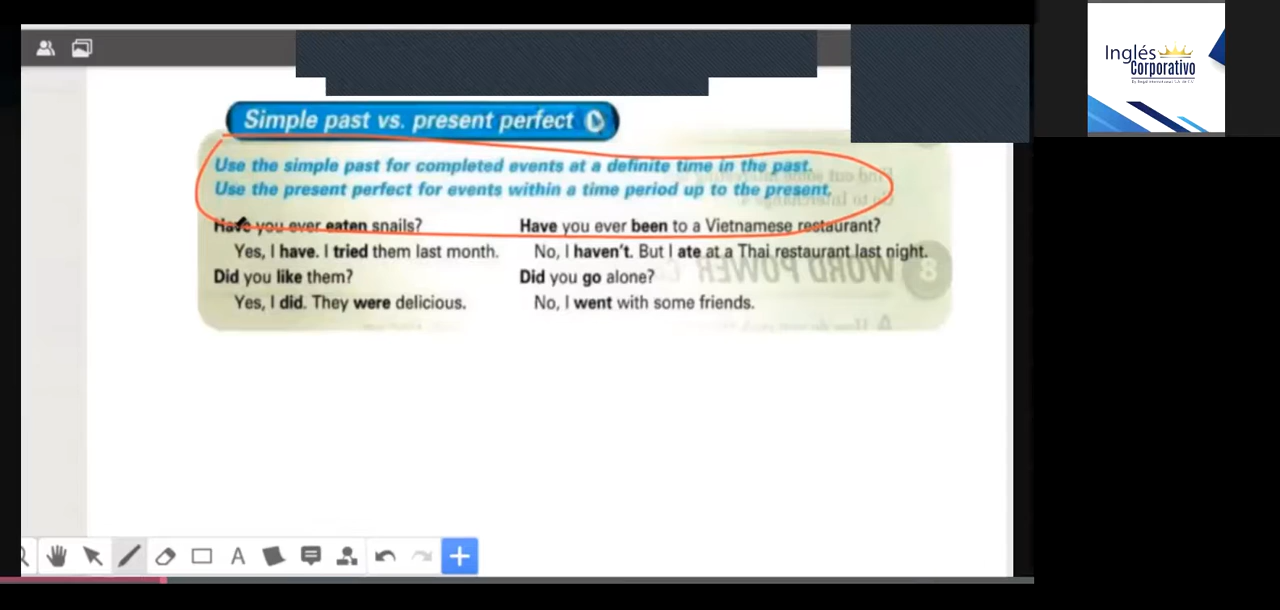 Inglés
Corporativo
Simple past vs. present perfect
Use the simple past for completed events at a definite time in the past.
Use the present perfect for events within a time period up to the present.
Have you ever eaten snails?
Yes, I have. I tried them last month.
Did you like them?
Yes, I did. They were delicious.
Have you ever been to a Vietnamese restaurant?
No, I haven't. But I ate at a Thai restaurant last night.
Did you go alone?
No, I went with some friends.
8 WORD POWER
A
A